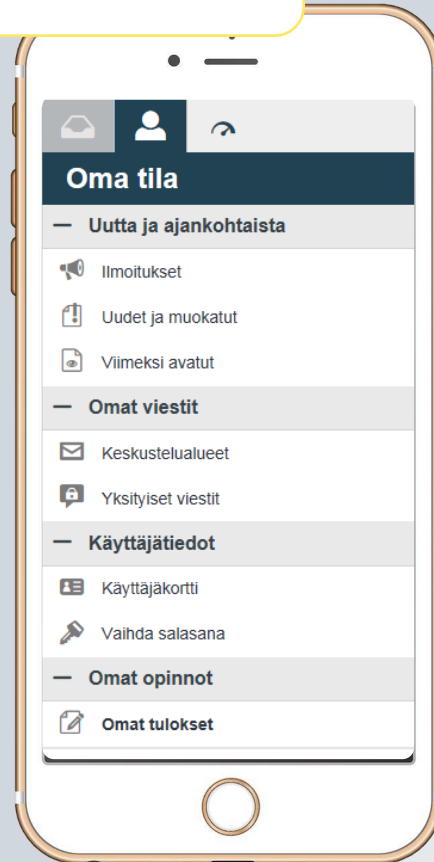 Oma tila
Uutta ja ajankohtaista
Ilmoitukset
Uudet ja muokatut
Viimeksi avatut
Omat viestit
Keskustelualueet
Yksityiset viestit
Käyttäjätiedot
Käyttäjäkortti
Vaihda salasana
Omat opinnot
Omat tulokset